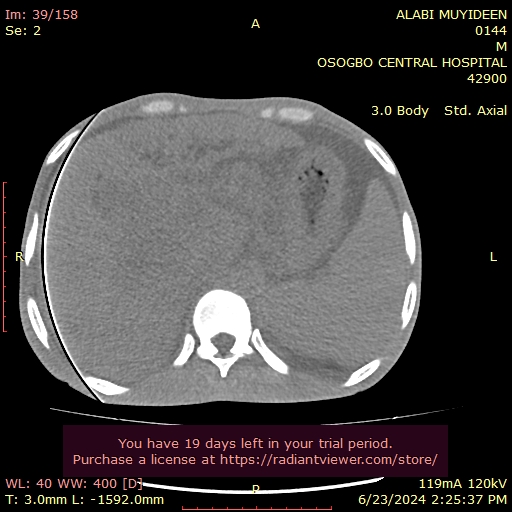 Im: 39/158
Se: 2
A
ALABI MUYIDEEN
0144
M
OSOGBO CENTRAL HOSPITAL
42900
3.0 Body Std. Axial
R
L
You have 19 days left in your trial period.
Purchase a license at https://radiantviewer.com/store/
WL: 40 WW: 400 [D]
T: 3.0mm L: -1592.0mm
P
119mA 120kV
6/23/2024 2:25:37 PM